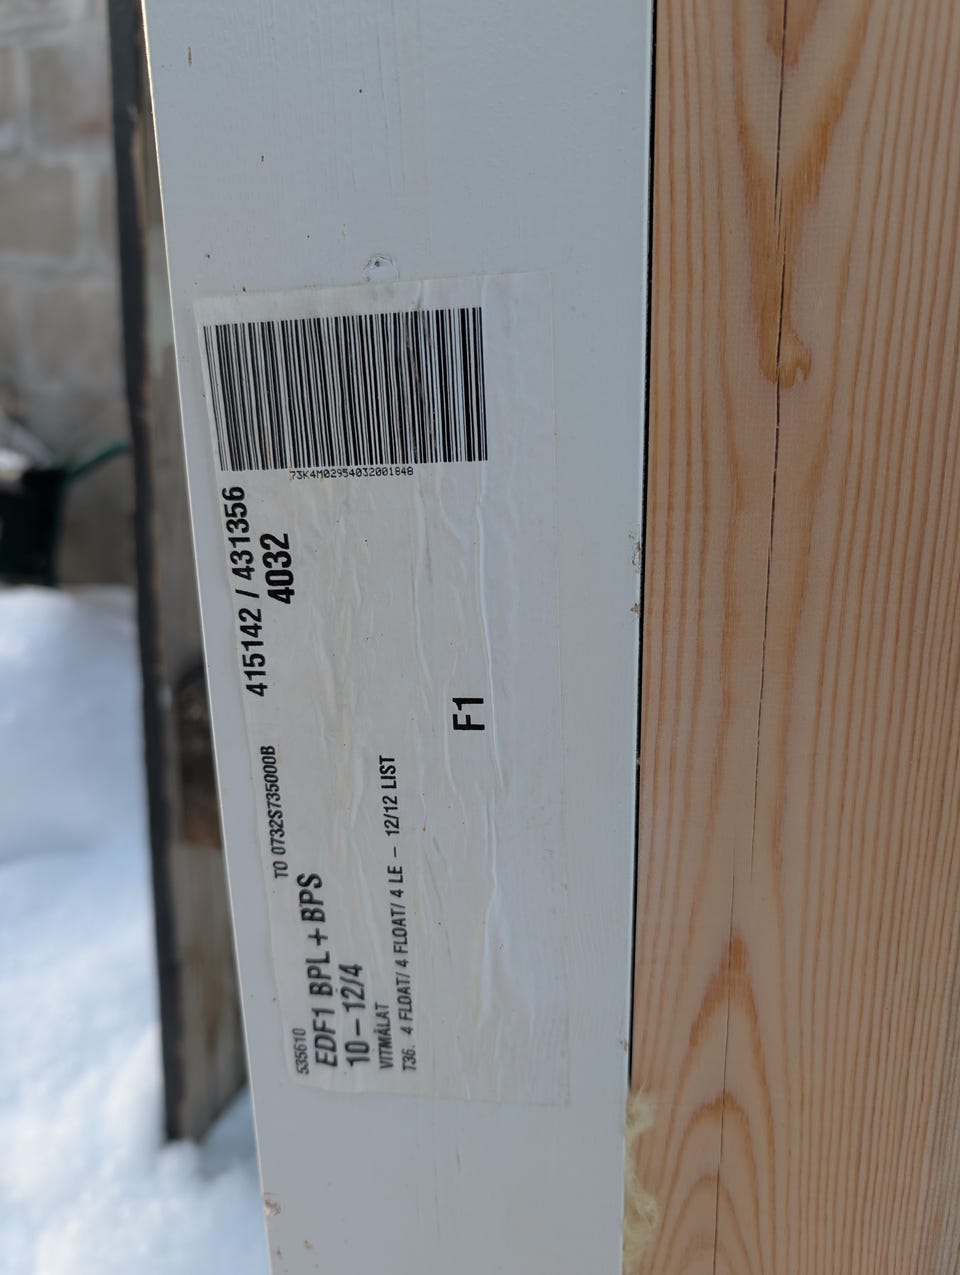 73K4M02954032001848
415142 / 431356
4032
TO 0732S735000B
535610
EDF1 BPL + BPS
10 – 12/4
VITMÅLAT
T36. 4 FLOAT/ 4 FLOAT/ 4 LE – 12/12 LIST
F1